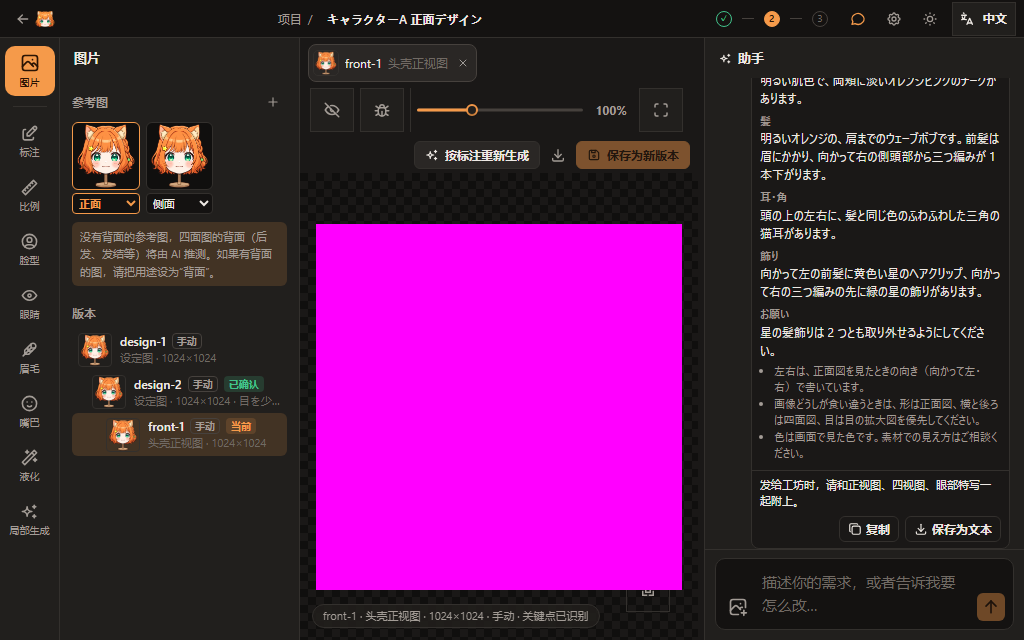 项目 / キャラクターA 正面デザイン
2
3
中文
图片
标注
比例
脸型
眼睛
眉毛
嘴巴
液化
局部生成
图片
参考图
正面
侧面
没有背面的参考图，四面图的背面（后
发、发结等）将由 AI 推测。如果有背面
的图，请把用途设为“背面”。
版本
design-1 手动
设定图 · 1024×1024
design-2 手动 已确认
设定图 · 1024×1024 · 目を少...
front-1 手动 当前
头壳正视图 · 1024×1024
front-1 头壳正视图
100%
按标注重新生成
保存为新版本
front-1 · 头壳正视图 · 1024×1024 · 手动 · 关键点已识别
助手
明るい肌色で、両頬に淡いオレンジピンクのチークが
あります。
髪
明るいオレンジの、肩までのウェーブボブです。前髪は
眉にかかり、向かって右の側頭部から三つ編みが 1
本下がります。
耳・角
頭の上の左右に、髪と同じ色のふわふわした三角の
猫耳があります。
飾り
向かって左の前髪に黄色い星のヘアクリップ、向かっ
て右の三つ編みの先に緑の星の飾りがあります。
お願い
星の髪飾りは 2 つとも取り外せるようにしてくださ
い。
左右は、正面図を見たときの向き（向かって左・
右）で書いています。
画像どうしが食い違うときは、形は正面図、横と後ろ
は四面図、目は目の拡大図を優先してください。
色は画面で見た色です。素材での見え方はご相談く
ださい。
发给工坊时，请和正视图、四视图、眼部特写一
起附上。
复制
保存为文本
描述你的需求，或者告诉我要
怎么改...